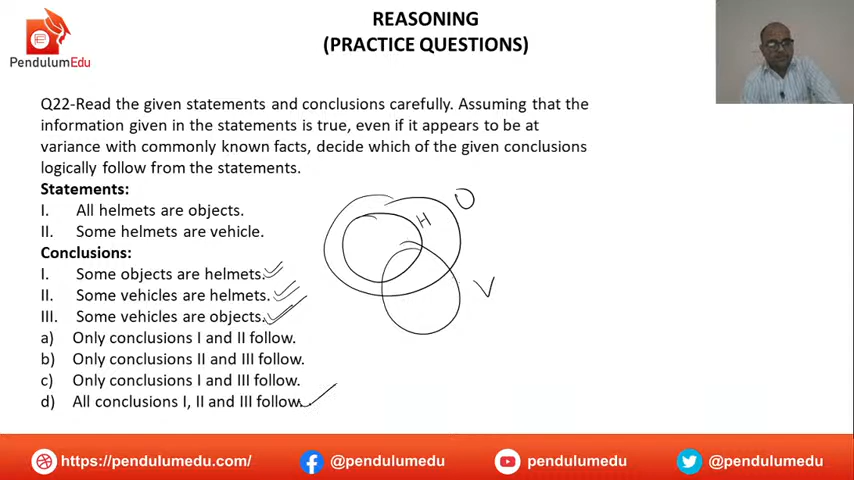 REASONING
(PRACTICE QUESTIONS)
PendulumEdu
Q22-Read the given statements and conclusions carefully. Assuming that the
information given in the statements is true, even if it appears to be at
variance with commonly known facts, decide which of the given conclusions
logically follow from the statements.
Statements:
I. All helmets are objects.
II. Some helmets are vehicle.
Conclusions:
I. Some objects are helmets.
II. Some vehicles are helmets.
III. Some vehicles are objects.
a) Only conclusions I and II follow.
b) Only conclusions II and III follow.
c) Only conclusions I and III follow.
d) All conclusions I, II and III follow.
H
O
V
https://pendulumedu.com/
@pendulumedu
pendulumedu
@pendulumedu